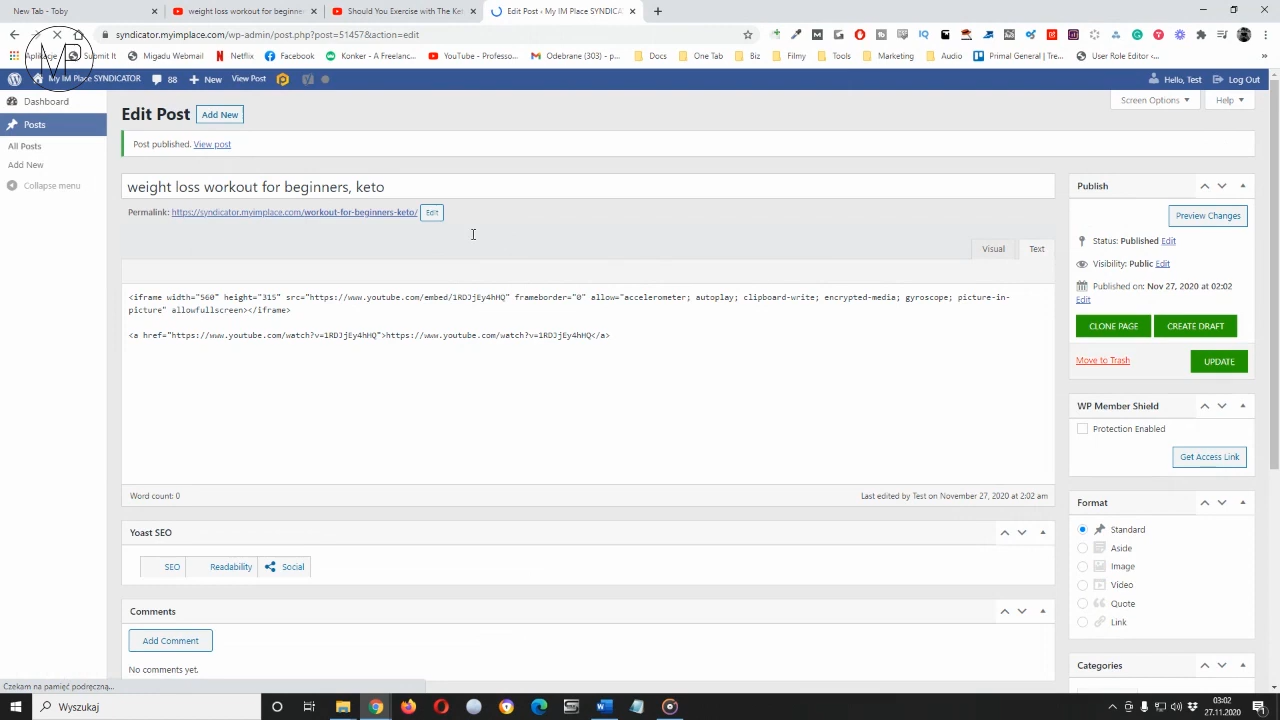 New Tab - Toby
weight loss workout for beginner
Should You Exercise with The Ke
Edit Post ‹ My IM Place SYNDICA
syndicator.myimplace.com/wp-admin/post.php?post=51457&action=edit
Aplikacje
Submit It
Migadu Webmail
Netflix
Facebook
Konker - Fun For All...
YouTube - Professo...
Odebrane (303) - p...
Docs
One Tab
Biz
Filmy
Tools
Marketing
Audio
Primal General | Tre...
User Role Editor ‹...
MP
My IM Place SYNDICATOR
88
New
View Post
Hello, Test
Log Out
Dashboard
Posts
All Posts
Add New
Collapse menu
Screen Options
Help
Edit Post
Add New
Post published. View post
weight loss workout for beginners, keto
Permalink: https://syndicator.myimplace.com/workout-for-beginners-keto/
Edit
Visual
Text
<iframe width="560" height="315" src="https://www.youtube.com/embed/1RDJjEy4hHQ" frameborder="0" allow="accelerometer; autoplay; clipboard-write; encrypted-media; gyroscope; picture-in-
picture" allowfullscreen></iframe>
<a href="https://www.youtube.com/watch?v=1RDJjEy4hHQ">https://www.youtube.com/watch?v=1RDJjEy4hHQ</a>
Word count: 0
Last edited by Test on November 27, 2020 at 2:02 am
Yoast SEO
SEO
Readability
Social
Comments
Add Comment
No comments yet.
Publish
Preview Changes
Status: Published Edit
Visibility: Public Edit
Published on: Nov 27, 2020 at 02:02
Edit
CLONE PAGE
CREATE DRAFT
Move to Trash
UPDATE
WP Member Shield
Protection Enabled
Get Access Link
Format
Standard
Aside
Image
Video
Quote
Link
Categories
Czekam na pamięć podręczną...
Wyszukaj
03:02
27.11.2020